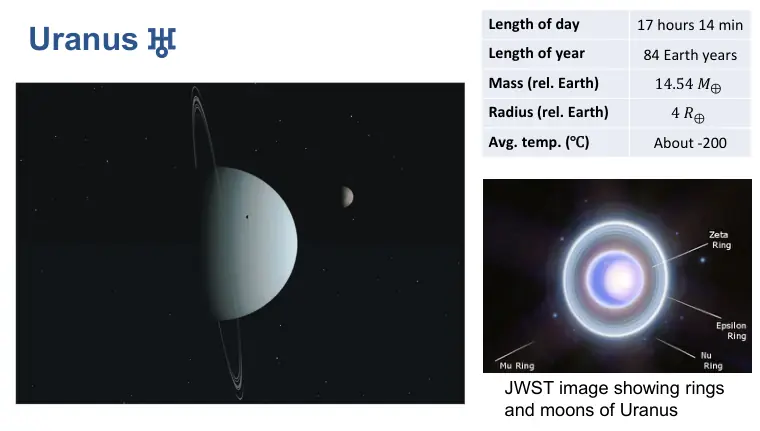 Uranus ♅
Length of day 17 hours 14 min
Length of year 84 Earth years
Mass (rel. Earth) 14.54 M⊕
Radius (rel. Earth) 4 R⊕
Avg. temp. (℃) About -200
Zeta
Ring
Epsilon
Ring
Nu
Ring
Mu Ring
JWST image showing rings
and moons of Uranus